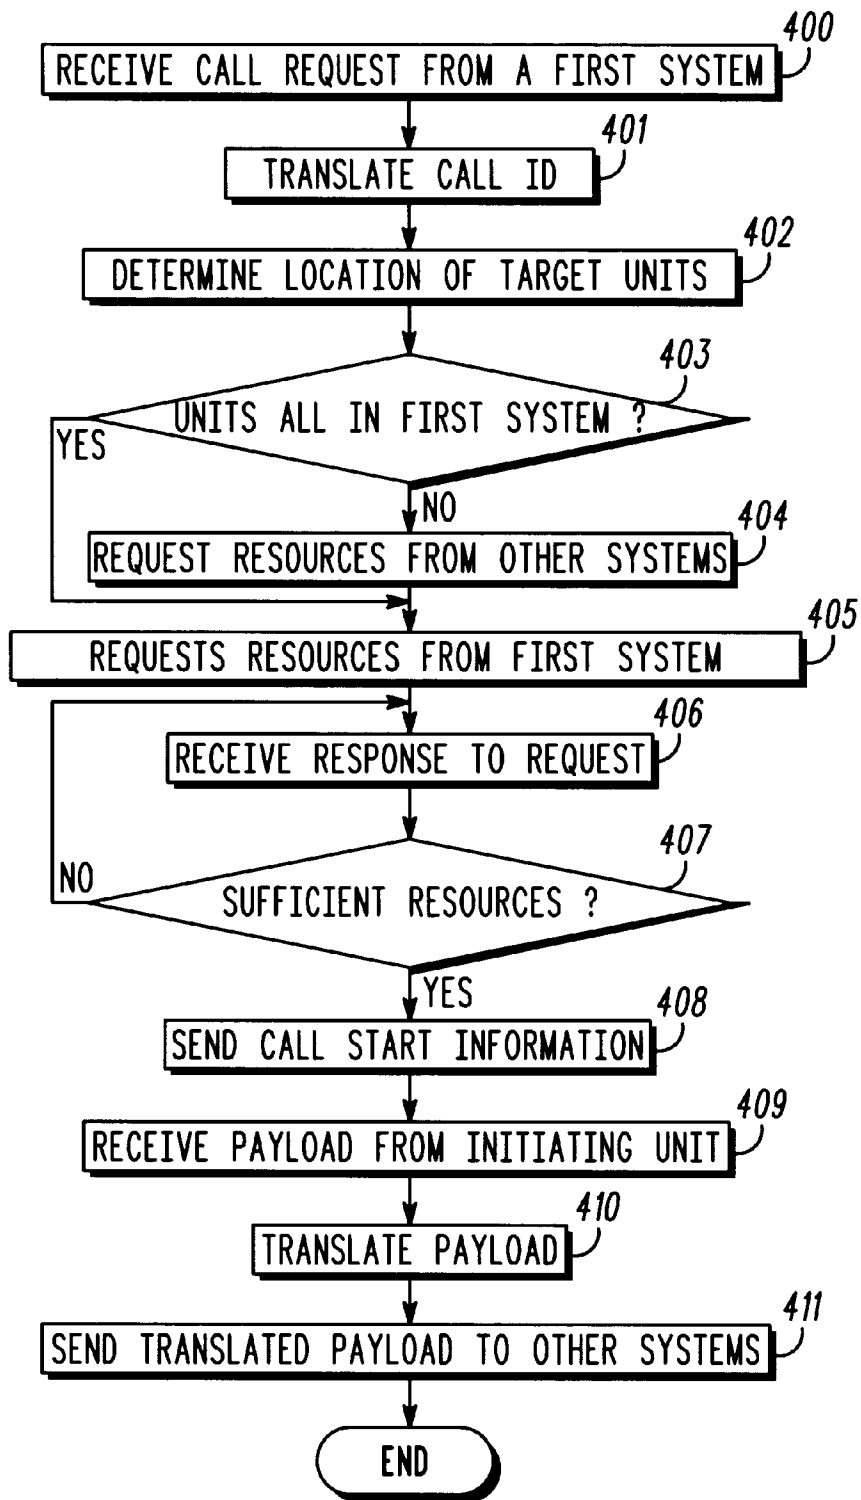 400
RECEIVE CALL REQUEST FROM A FIRST SYSTEM
401
TRANSLATE CALL ID
402
DETERMINE LOCATION OF TARGET UNITS
403
UNITS ALL IN FIRST SYSTEM ?
YES
NO
404
REQUEST RESOURCES FROM OTHER SYSTEMS
405
REQUESTS RESOURCES FROM FIRST SYSTEM
406
RECEIVE RESPONSE TO REQUEST
407
NO
SUFFICIENT RESOURCES ?
YES
408
SEND CALL START INFORMATION
409
RECEIVE PAYLOAD FROM INITIATING UNIT
410
TRANSLATE PAYLOAD
411
SEND TRANSLATED PAYLOAD TO OTHER SYSTEMS
END